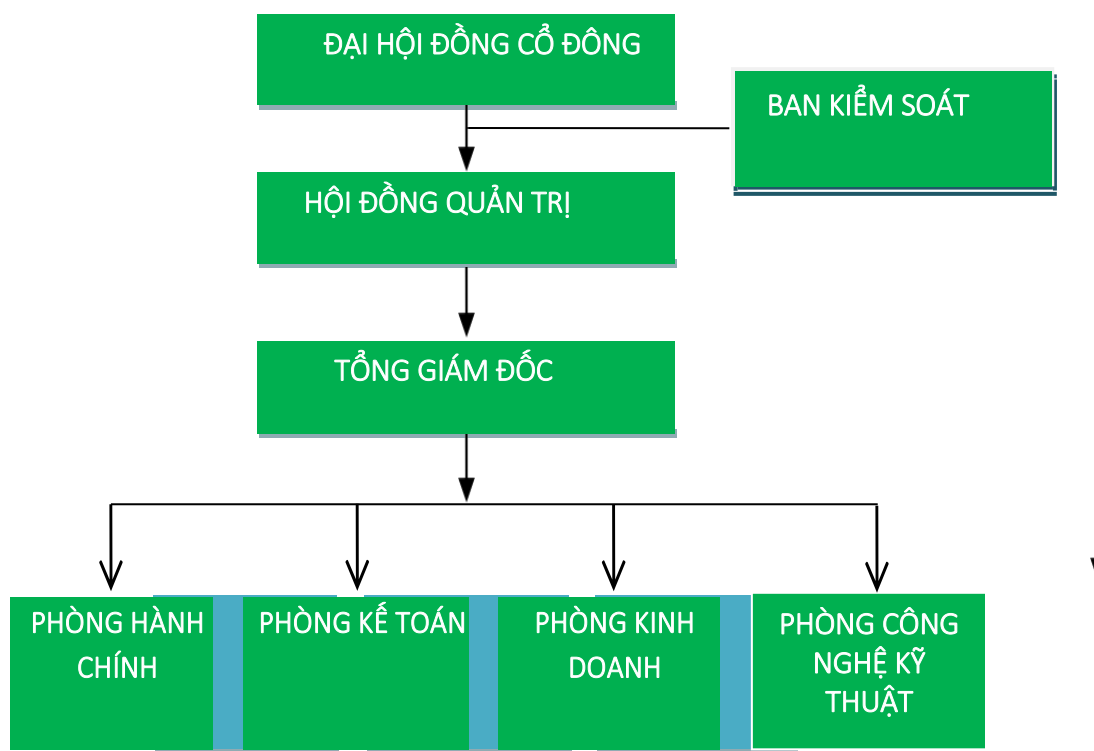 ĐẠI HỘI ĐỒNG CỔ ĐÔNG
BAN KIỂM SOÁT
HỘI ĐỒNG QUẢN TRỊ
TỔNG GIÁM ĐỐC
PHÒNG HÀNH
CHÍNH
PHÒNG KẾ TOÁN
PHÒNG KINH
DOANH
PHÒNG CÔNG
NGHỆ KỸ
THUẬT